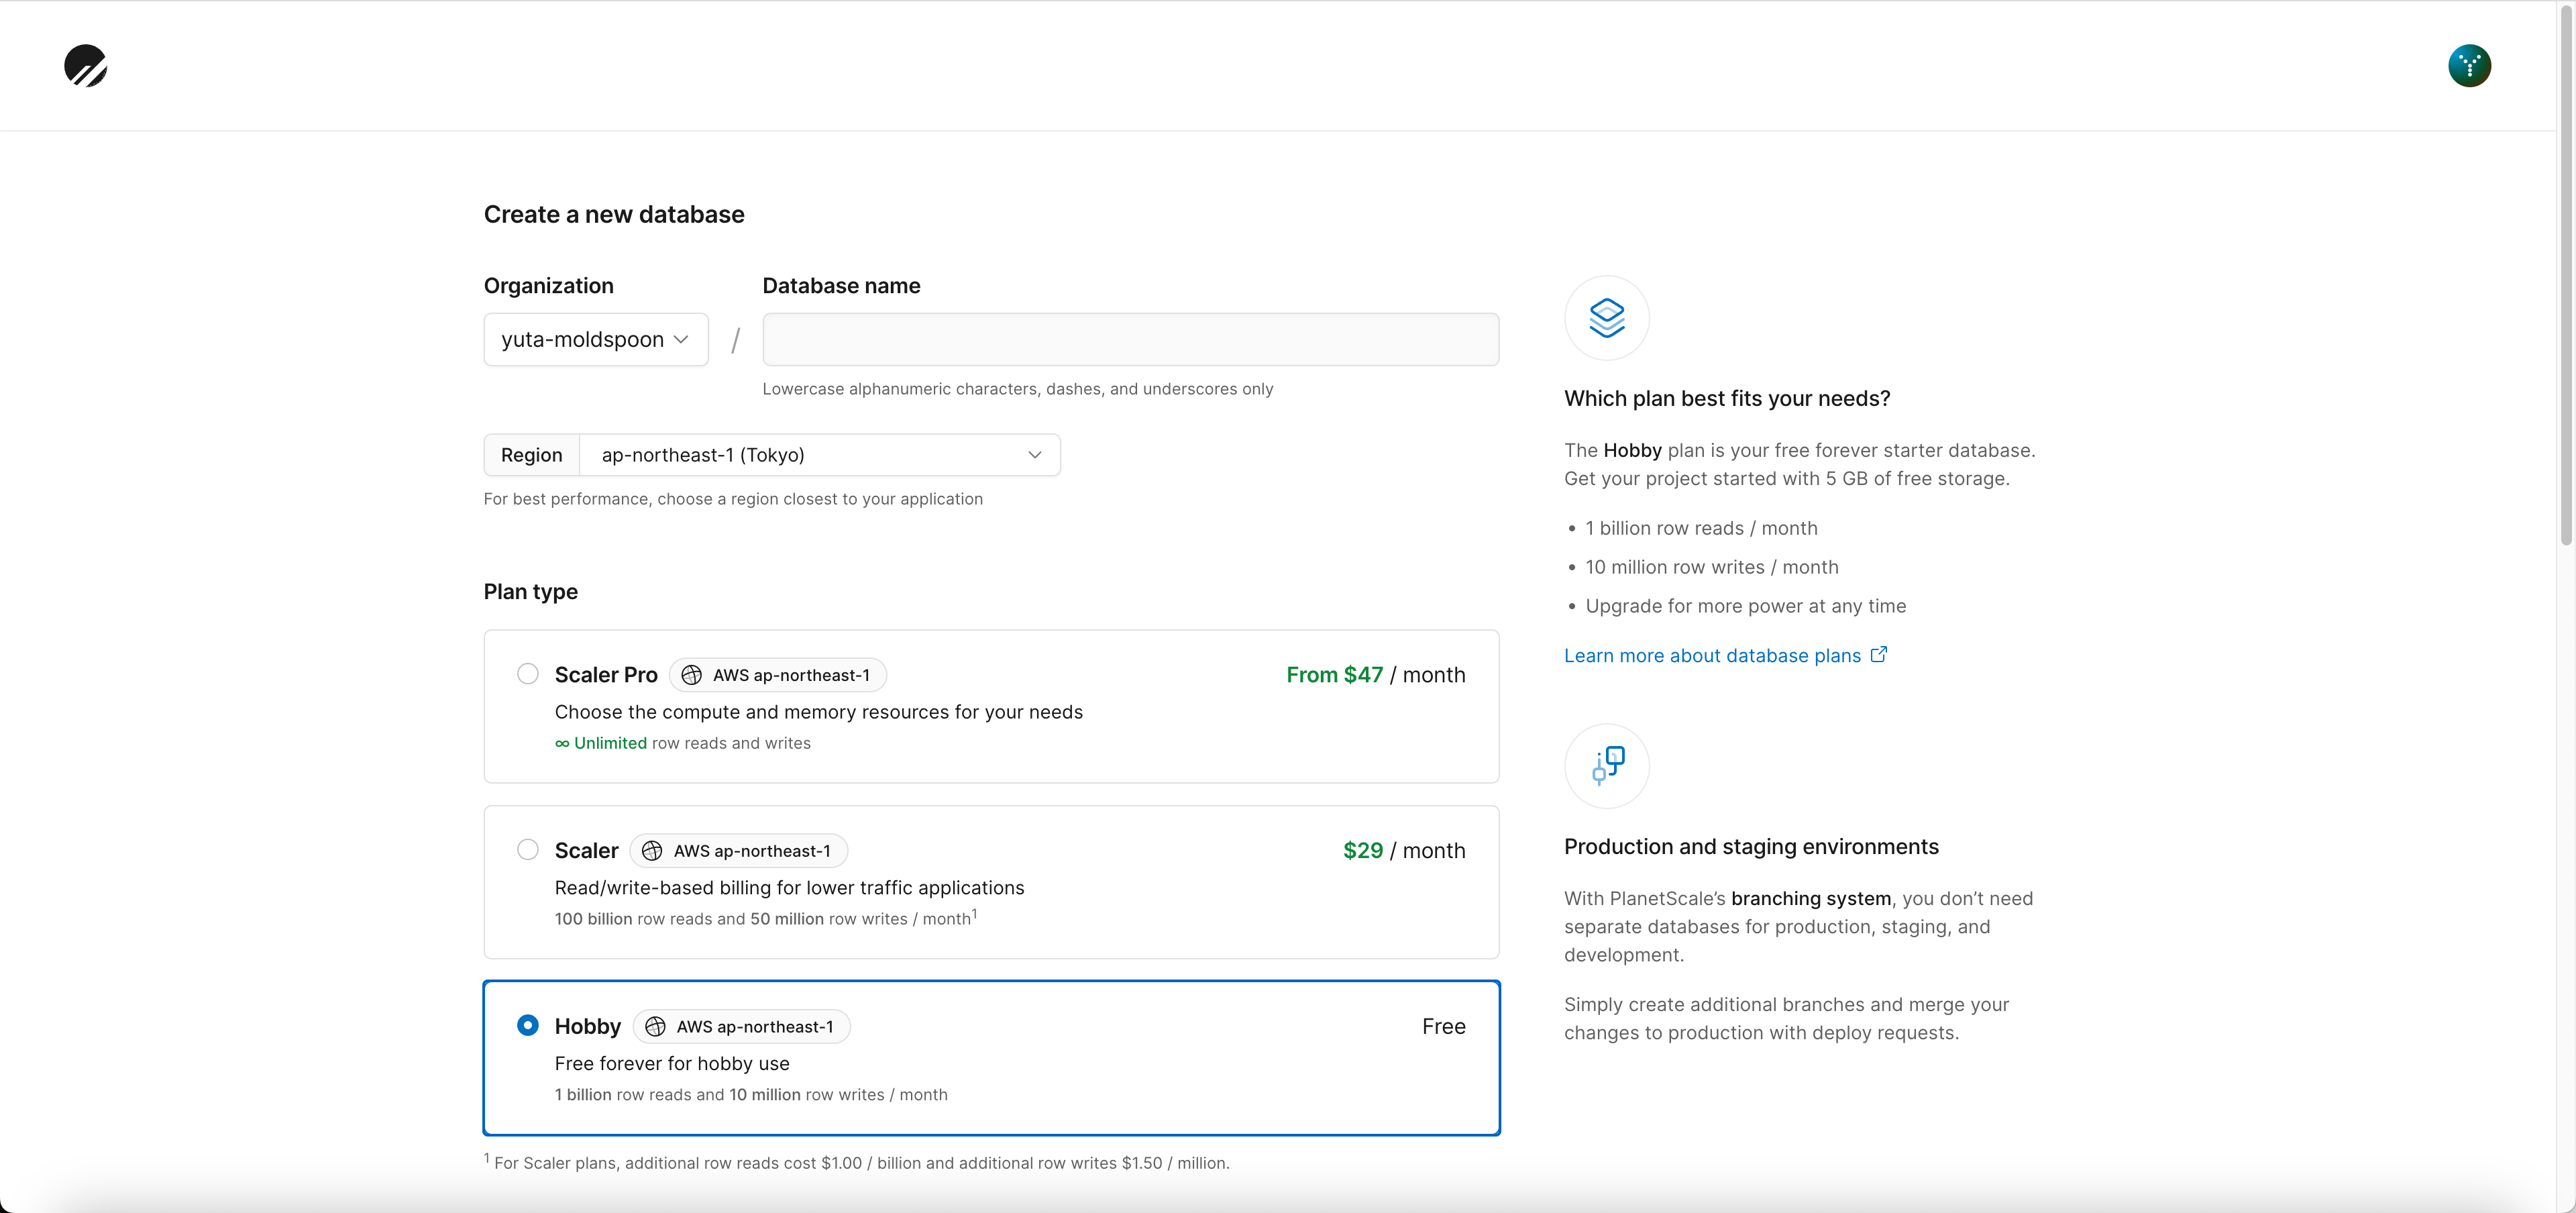 Create a new database
Organization
Database name
yuta-moldspoon
/
Lowercase alphanumeric characters, dashes, and underscores only
Region
ap-northeast-1 (Tokyo)
For best performance, choose a region closest to your application
Plan type
Scaler Pro
AWS ap-northeast-1
From $47 / month
Choose the compute and memory resources for your needs
∞ Unlimited row reads and writes
Scaler
AWS ap-northeast-1
$29 / month
Read/write-based billing for lower traffic applications
100 billion row reads and 50 million row writes / month¹
Hobby
AWS ap-northeast-1
Free
Free forever for hobby use
1 billion row reads and 10 million row writes / month
¹ For Scaler plans, additional row reads cost $1.00 / billion and additional row writes $1.50 / million.
Which plan best fits your needs?
The Hobby plan is your free forever starter database.
Get your project started with 5 GB of free storage.
• 1 billion row reads / month
• 10 million row writes / month
• Upgrade for more power at any time
Learn more about database plans
Production and staging environments
With PlanetScale’s branching system, you don’t need
separate databases for production, staging, and
development.
Simply create additional branches and merge your
changes to production with deploy requests.